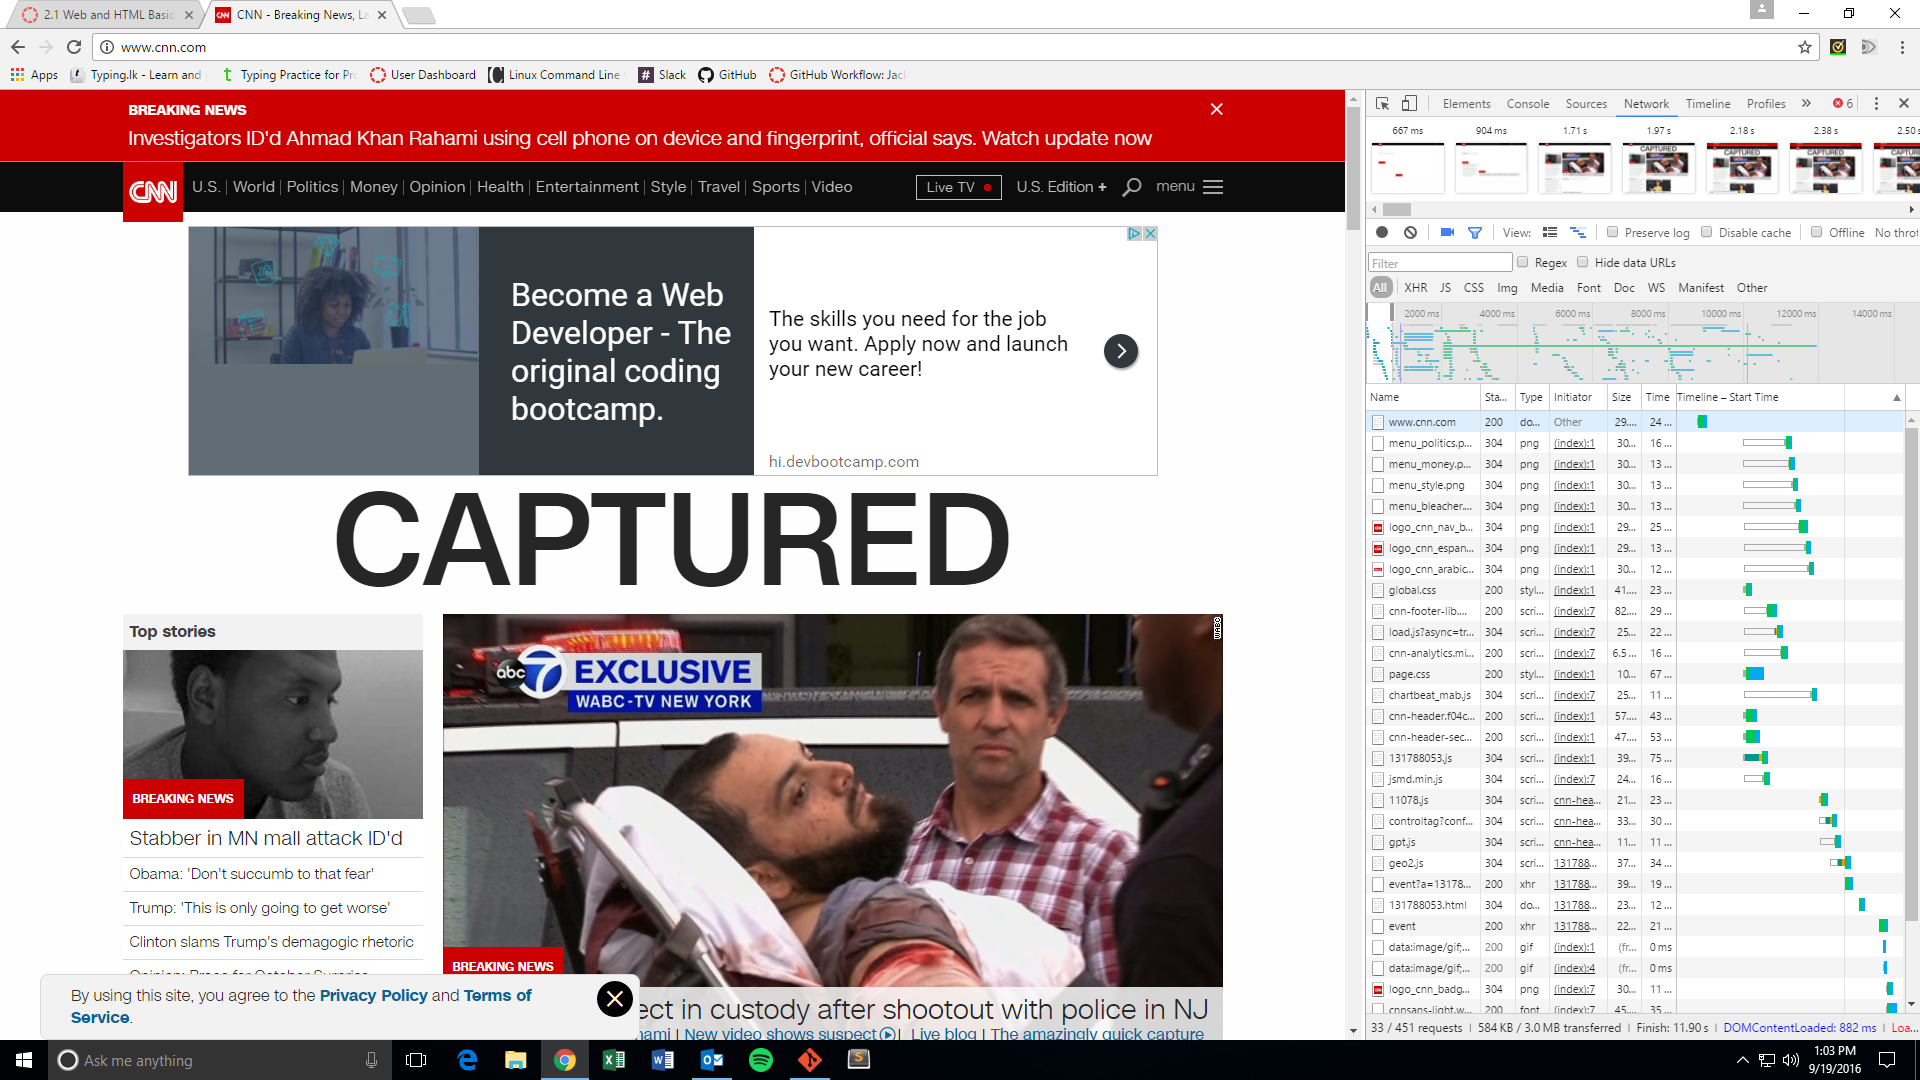 2.1 Web and HTML Basic
CNN - Breaking News, La
www.cnn.com
Apps
Typing.lk - Learn and
Typing Practice for Pr
User Dashboard
Linux Command Line
Slack
GitHub
GitHub Workflow: Jac
BREAKING NEWS
Investigators ID'd Ahmad Khan Rahami using cell phone on device and fingerprint, official says. Watch update now
CNN
U.S. | World | Politics | Money | Opinion | Health | Entertainment | Style | Travel | Sports | Video
Live TV
U.S. Edition +
menu
Become a Web
Developer - The
original coding
bootcamp.
The skills you need for the job
you want. Apply now and launch
your new career!
hi.devbootcamp.com
CAPTURED
Top stories
BREAKING NEWS
Stabber in MN mall attack ID'd
Obama: 'Don't succumb to that fear'
Trump: 'This is only going to get worse'
Clinton slams Trump's demagogic rhetoric
WABC
abc 7 EXCLUSIVE
WABC-TV NEW YORK
BREAKING NEWS
ect in custody after shootout with police in NJ
hami | New video shows suspect | Live blog | The amazingly quick capture
By using this site, you agree to the Privacy Policy and Terms of
Service.
Elements Console Sources Network Timeline Profiles » 6
667 ms 904 ms 1.71 s 1.97 s 2.18 s 2.38 s 2.50 s
View: Preserve log Disable cache Offline No throt
Filter Regex Hide data URLs
All XHR JS CSS Img Media Font Doc WS Manifest Other
2000 ms 4000 ms 6000 ms 8000 ms 10000 ms 12000 ms 14000 ms
Name Sta... Type Initiator Size Time Timeline – Start Time
www.cnn.com 200 do... Other 29.... 24 ...
menu_politics.p... 304 png (index):1 30... 16 ...
menu_money.p... 304 png (index):1 30... 13 ...
menu_style.png 304 png (index):1 30... 13 ...
menu_bleacher.... 304 png (index):1 30... 13 ...
logo_cnn_nav_b... 304 png (index):1 29... 25 ...
logo_cnn_espan... 304 png (index):1 29... 13 ...
logo_cnn_arabic... 304 png (index):1 30... 12 ...
global.css 200 styl... (index):1 41.... 23 ...
cnn-footer-lib.... 200 scri... (index):7 82.... 29 ...
load.js?async=tr... 304 scri... (index):7 25... 22 ...
cnn-analytics.mi... 304 scri... (index):7 6.5 ... 16 ...
page.css 200 styl... (index):1 10... 67 ...
chartbeat_mab.js 304 scri... (index):7 25... 11 ...
cnn-header.f04c... 200 scri... (index):1 57.... 43 ...
cnn-header-sec... 200 scri... (index):1 47.... 53 ...
131788053.js 304 scri... (index):1 39... 75 ...
jsmd.min.js 304 scri... (index):7 24... 16 ...
11078.js 304 scri... cnn-hea... 21... 23 ...
controltag?conf... 304 scri... cnn-hea... 33... 30 ...
gpt.js 304 scri... cnn-hea... 11... 11 ...
geo2.js 304 scri... 131788... 37... 34 ...
event?a=13178... 200 xhr 131788... 39... 19 ...
131788053.html 304 do... 131788... 23... 12 ...
event 200 xhr 131788... 22... 21 ...
data:image/gif;... 200 gif (index):1 (fr... 0 ms
data:image/gif;... 200 gif (index):4 (fr... 0 ms
logo_cnn_badg... 304 png (index):7 30... 11 ...
cnnsans-light.w... 200 font (index):7 45... 35 ...
33 / 451 requests | 584 KB / 3.0 MB transferred | Finish: 11.90 s | DOMContentLoaded: 882 ms | Loa...
Ask me anything
1:03 PM
9/19/2016